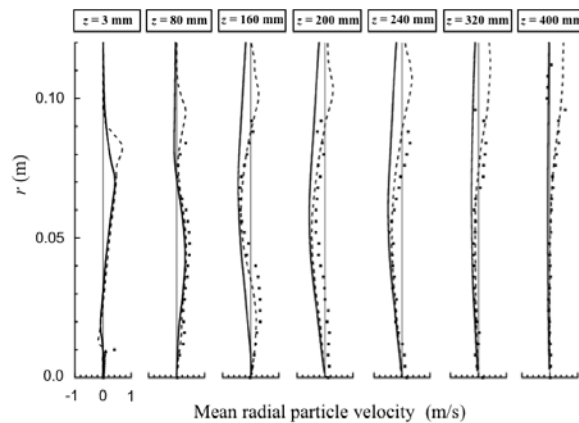 z = 3 mm z = 80 mm z = 160 mm z = 200 mm z = 240 mm z = 320 mm z = 400 mm
0.10
r (m)
0.05
0.0
-1 0 1
Mean radial particle velocity (m/s)